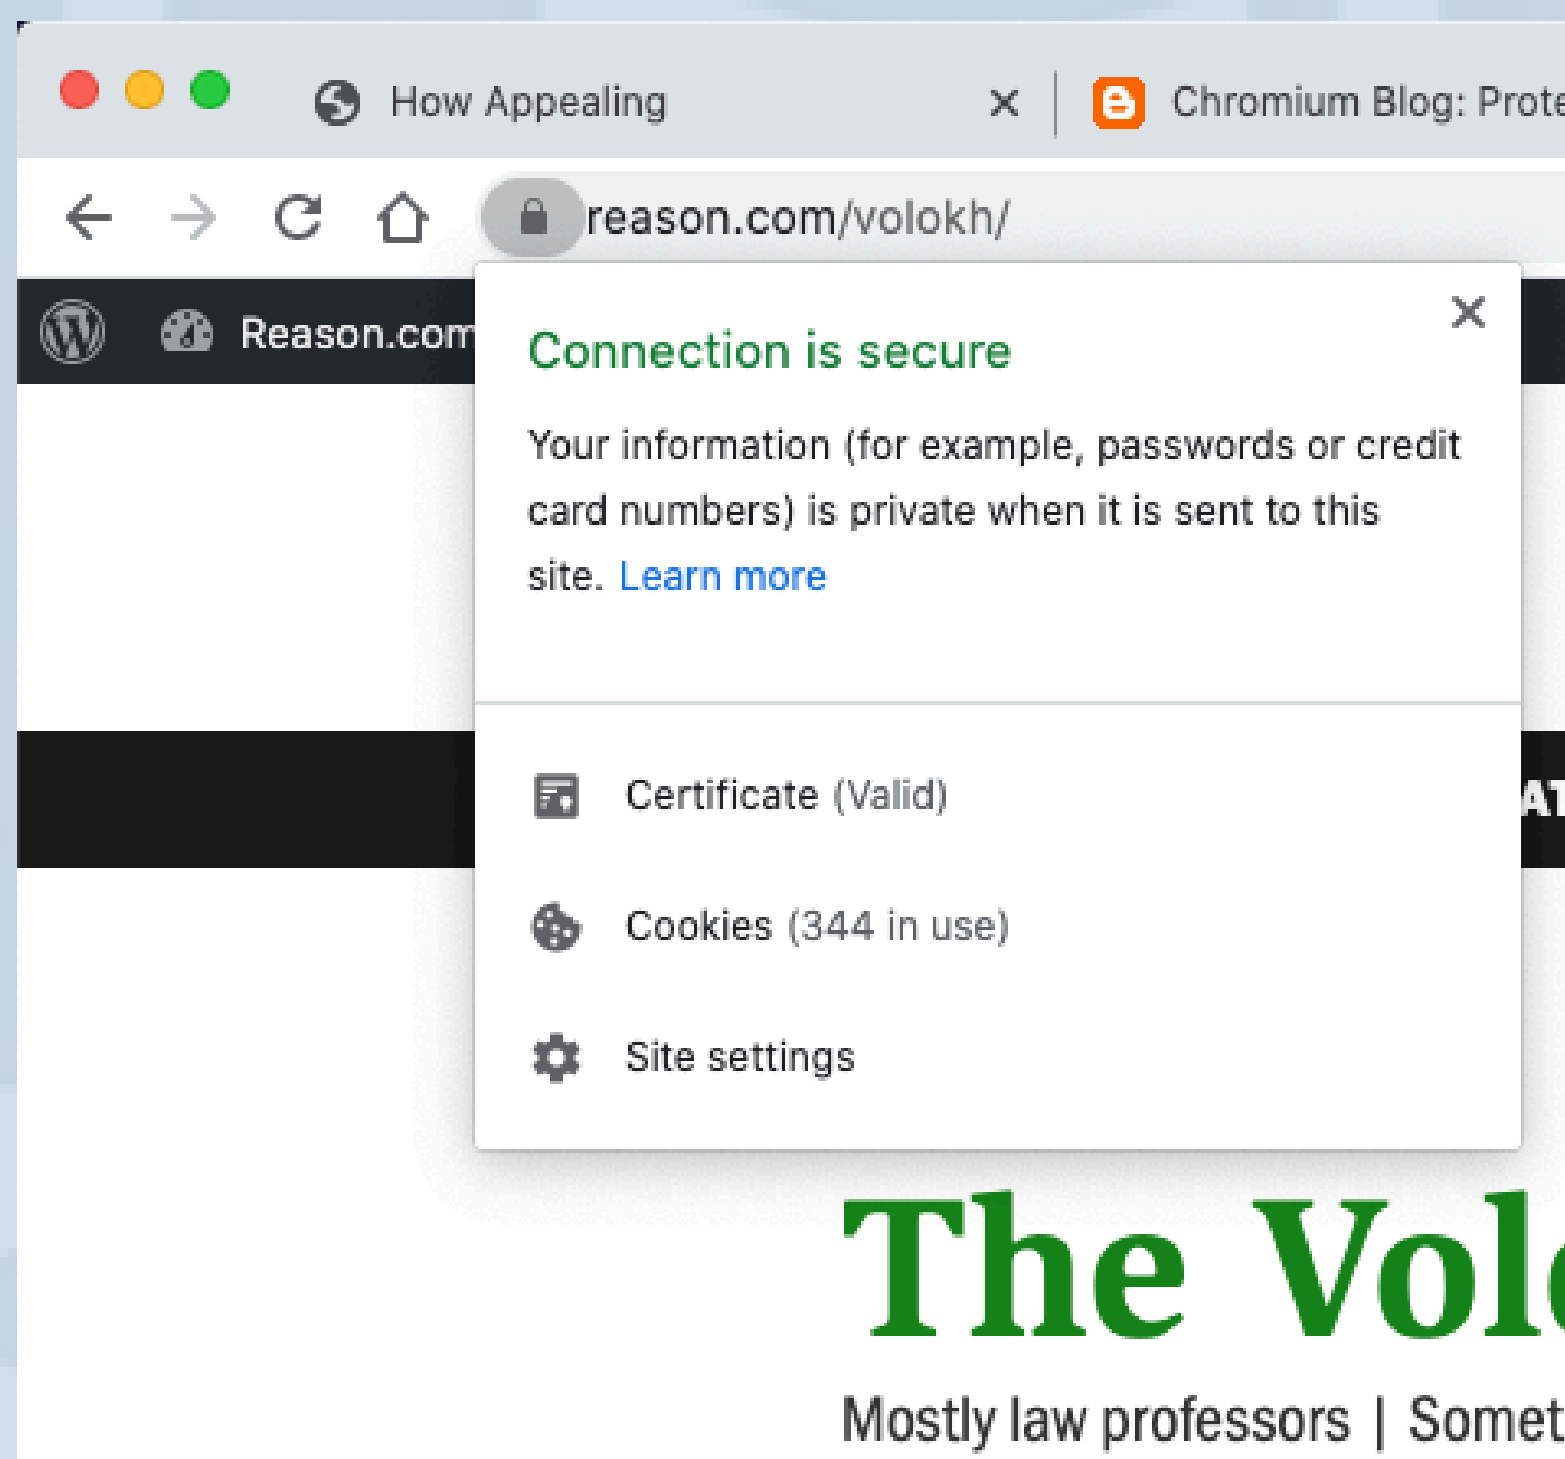 How Appealing
Chromium Blog: Prote
reason.com/volokh/
Reason.com
Connection is secure
Your information (for example, passwords or credit
card numbers) is private when it is sent to this
site. Learn more
Certificate (Valid)
AT
Cookies (344 in use)
Site settings
The Vol
Mostly law professors | Somet